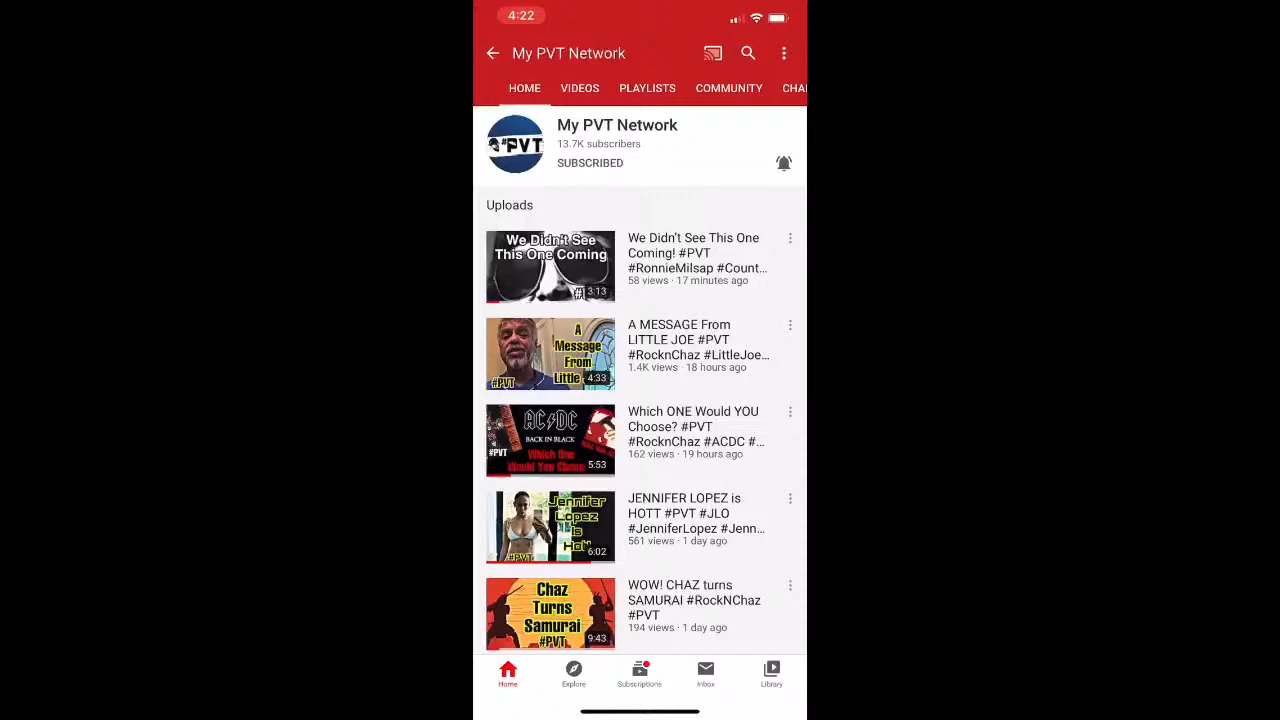 4:22
My PVT Network
HOME VIDEOS PLAYLISTS COMMUNITY CHA
#PVT
My PVT Network
13.7K subscribers
SUBSCRIBED
Uploads
We Didn't See
This One Coming
3:13
We Didn't See This One
Coming! #PVT
#RonnieMilsap #Count...
58 views · 17 minutes ago
A
Message
From
Little
#PVT
4:33
A MESSAGE From
LITTLE JOE #PVT
#RocknChaz #LittleJoe...
1.4K views · 18 hours ago
AC/DC
BACK IN BLACK
#PVT
Which One
Would You Choose
5:53
Which ONE Would YOU
Choose? #PVT
#RocknChaz #ACDC #...
162 views · 19 hours ago
Jennifer
Lopez
Is
Hott
#PVT
6:02
JENNIFER LOPEZ is
HOTT #PVT #JLO
#JenniferLopez #Jenn...
561 views · 1 day ago
Chaz
Turns
Samurai
#PVT
9:43
WOW! CHAZ turns
SAMURAI #RockNChaz
#PVT
194 views · 1 day ago
Home Explore Subscriptions Inbox Library